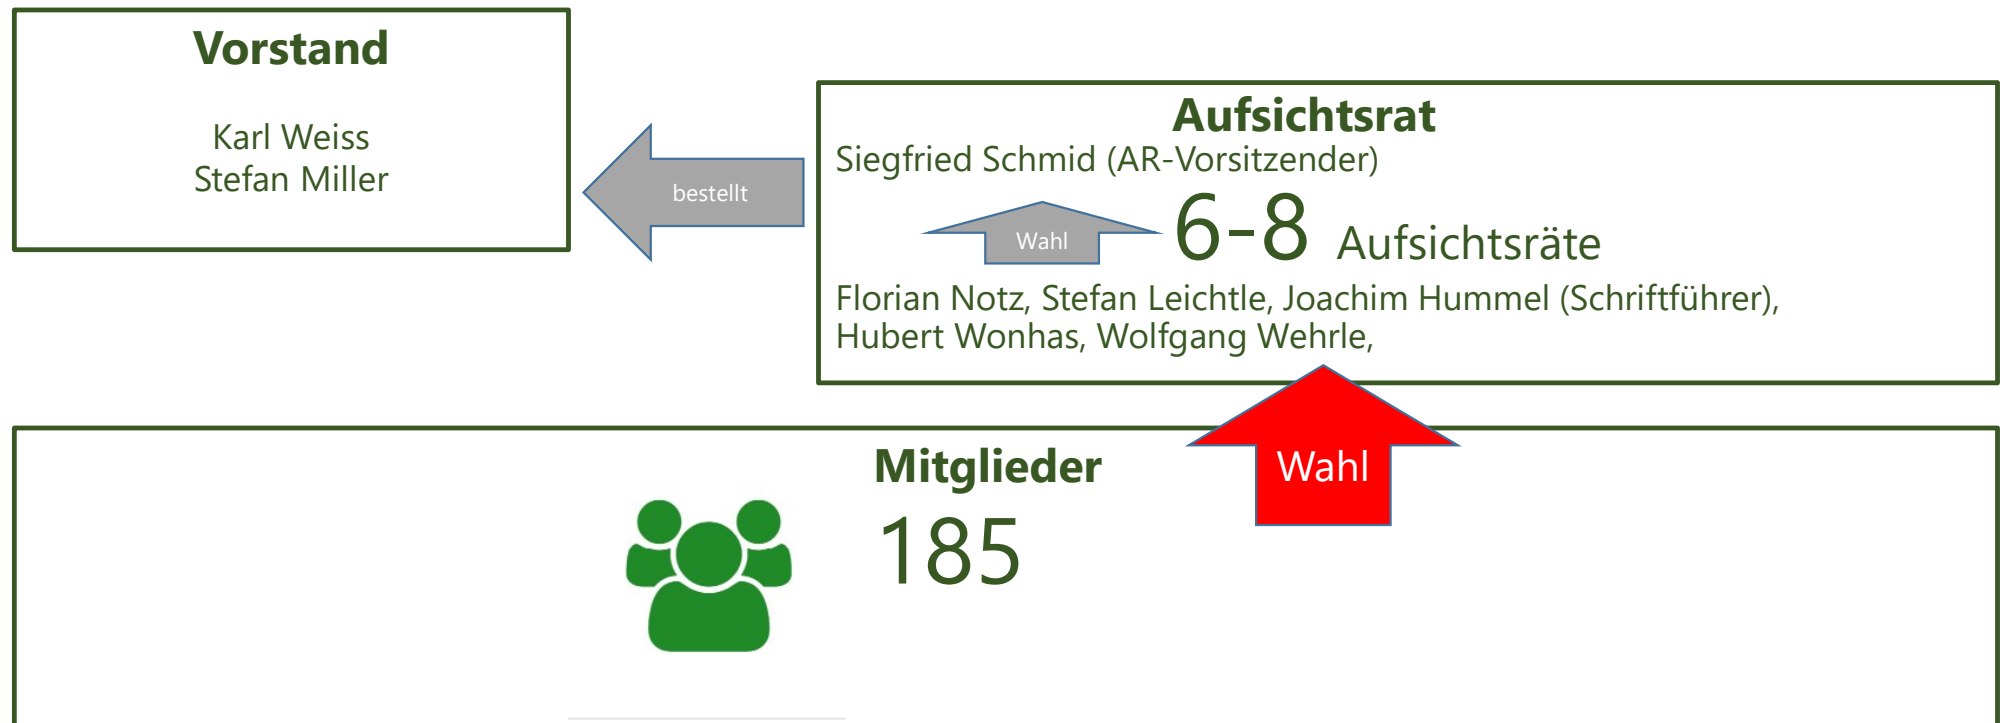 Vorstand
Karl Weiss
Stefan Miller
bestellt
Aufsichtsrat
Siegfried Schmid (AR-Vorsitzender)
Wahl
6-8 Aufsichtsräte
Florian Notz, Stefan Leichtle, Joachim Hummel (Schriftführer),
Hubert Wonhas, Wolfgang Wehrle,
Wahl
Mitglieder
185